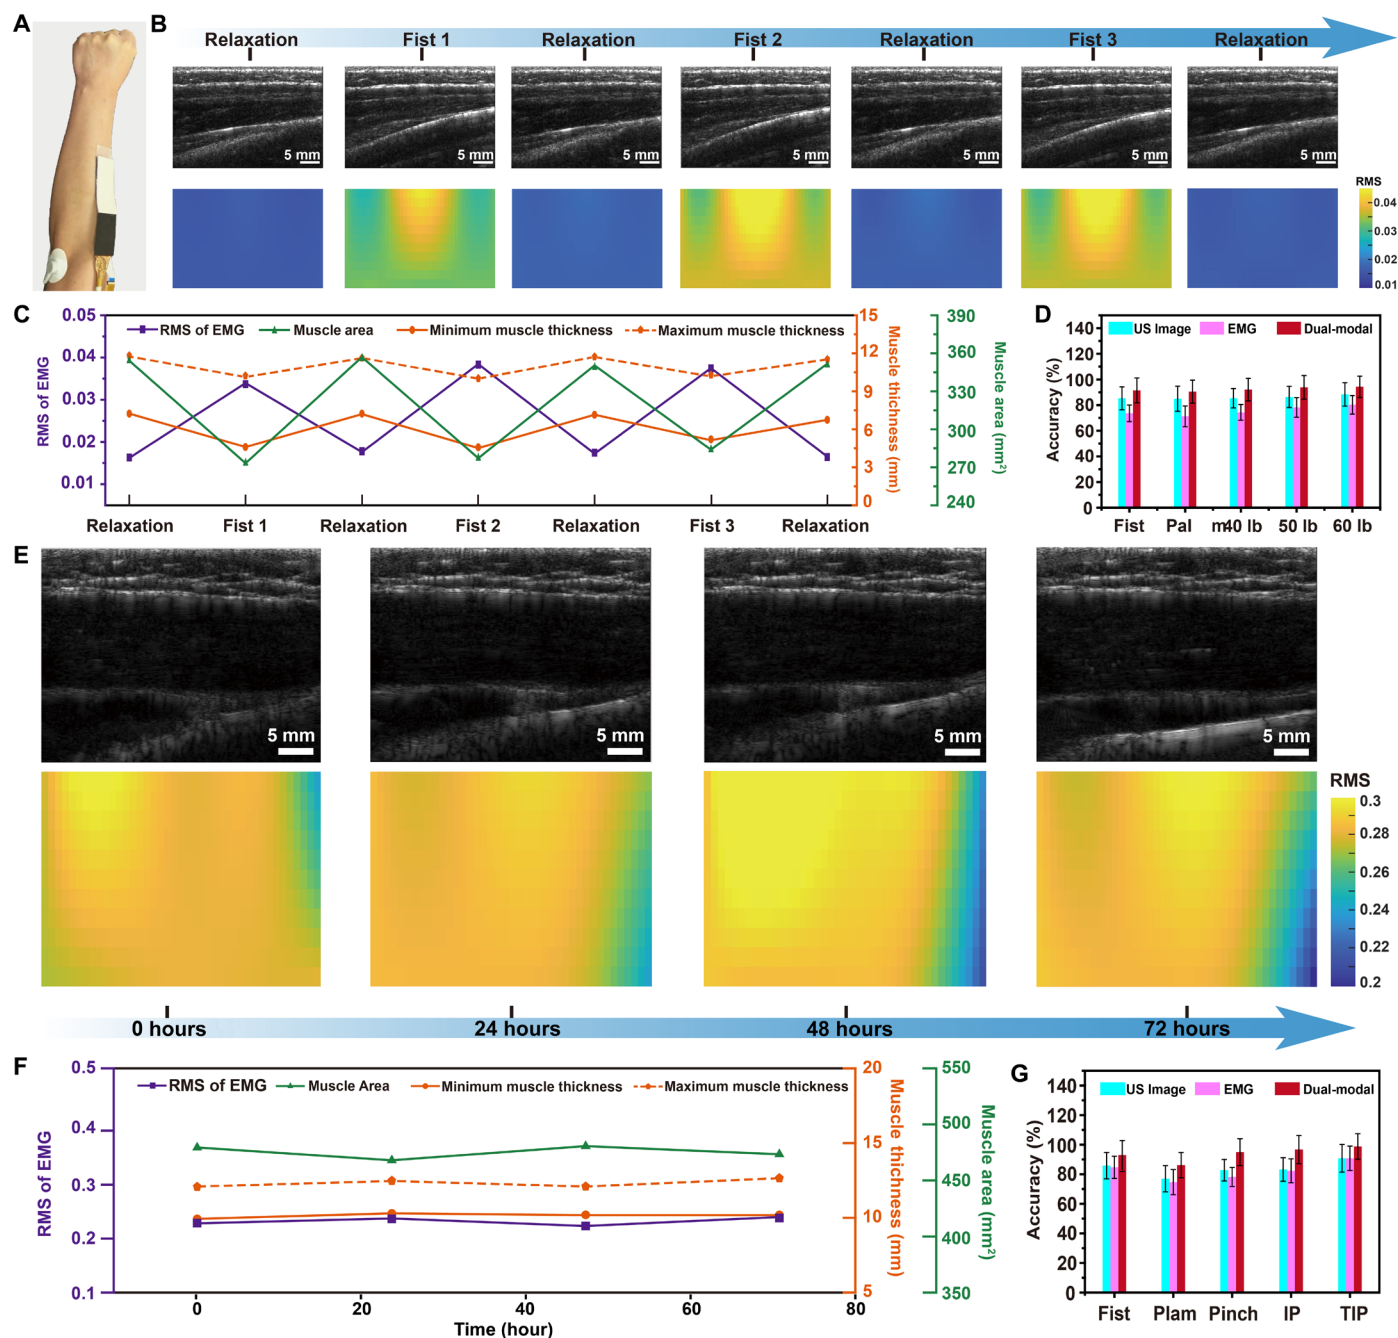 A
B
Relaxation Fist 1 Relaxation Fist 2 Relaxation Fist 3 Relaxation
5 mm 5 mm 5 mm 5 mm 5 mm 5 mm 5 mm
RMS
0.04
0.03
0.02
0.01
C
RMS of EMG Muscle area Minimum muscle thickness Maximum muscle thickness
0.05
0.04
0.03
0.02
0.01
RMS of EMG
15
12
9
6
3
0
Muscle thichness (mm)
390
360
330
300
270
240
Muscle area (mm²)
Relaxation Fist 1 Relaxation Fist 2 Relaxation Fist 3 Relaxation
D
US Image EMG Dual-modal
140
120
100
80
60
40
20
0
Accuracy (%)
Fist Pal m40 lb 50 lb 60 lb
E
5 mm 5 mm 5 mm 5 mm
RMS
0.3
0.28
0.26
0.24
0.22
0.2
0 hours 24 hours 48 hours 72 hours
F
RMS of EMG Muscle Area Minimum muscle thickness Maximum muscle thickness
0.5
0.4
0.3
0.2
0.1
RMS of EMG
20
15
10
5
Muscle thichness (mm)
550
500
450
400
350
Muscle area (mm²)
0 20 40 60 80
Time (hour)
G
US Image EMG Dual-modal
140
120
100
80
60
40
20
0
Accuracy (%)
Fist Plam Pinch IP TIP